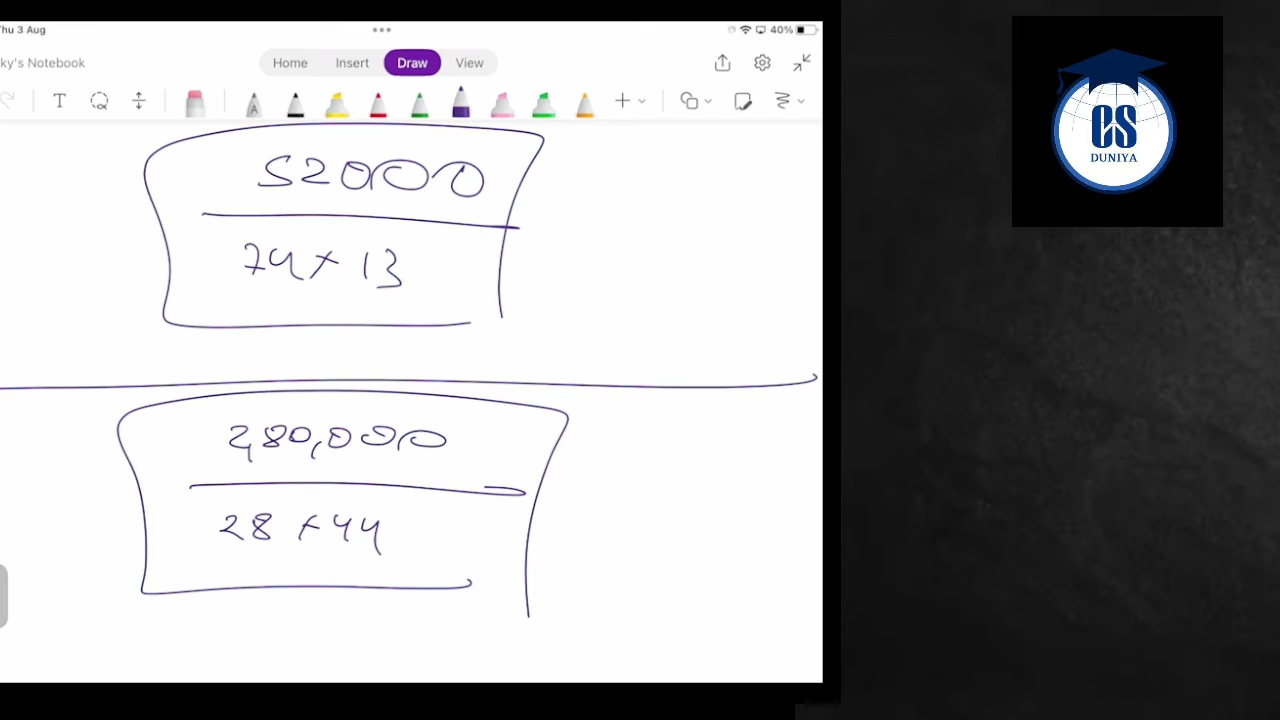 Thu 3 Aug
40%
ky's Notebook
Home Insert Draw View
52000
74 × 13
280,000
28 × 44
CS
DUNIYA